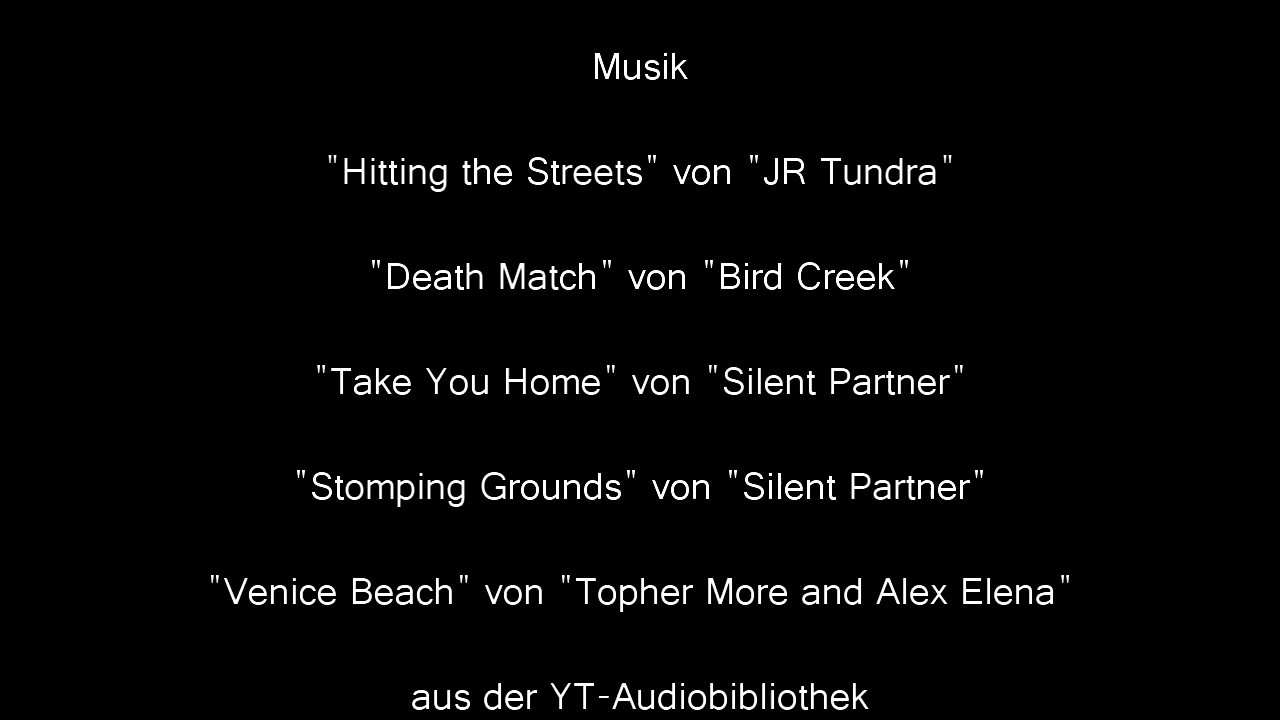 Musik
"Hitting the Streets" von "JR Tundra"
"Death Match" von "Bird Creek"
"Take You Home" von "Silent Partner"
"Stomping Grounds" von "Silent Partner"
"Venice Beach" von "Topher More and Alex Elena"
aus der YT-Audiobibliothek